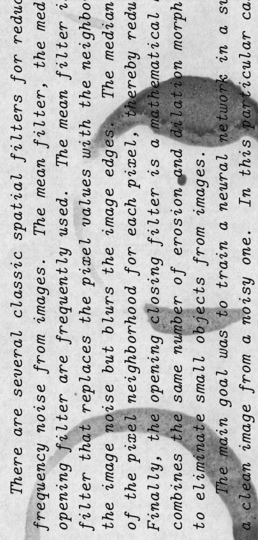 There are several classic spatial filters for reduc
frequency noise from images. The mean filter, the med
opening filter are frequently used. The mean filter i
filter that replaces the pixel values with the neighbo
the image noise but blurs the image edges. The median
of the pixel neighborhood for each pixel, thereby redu
Finally, the opening closing filter is a mathematical
combines the same number of erosion and dilation morph
to eliminate small objects from images.
The main goal was to train a neural network in a su
a clean image from a noisy one. In this particular ca